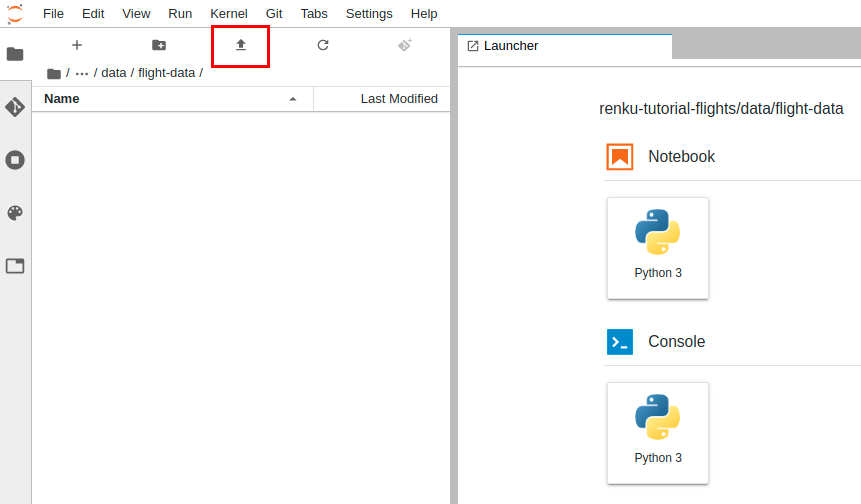 File Edit View Run Kernel Git Tabs Settings Help
Launcher
/ ··· / data / flight-data /
Name Last Modified
renku-tutorial-flights/data/flight-data
Notebook
Python 3
Console
Python 3